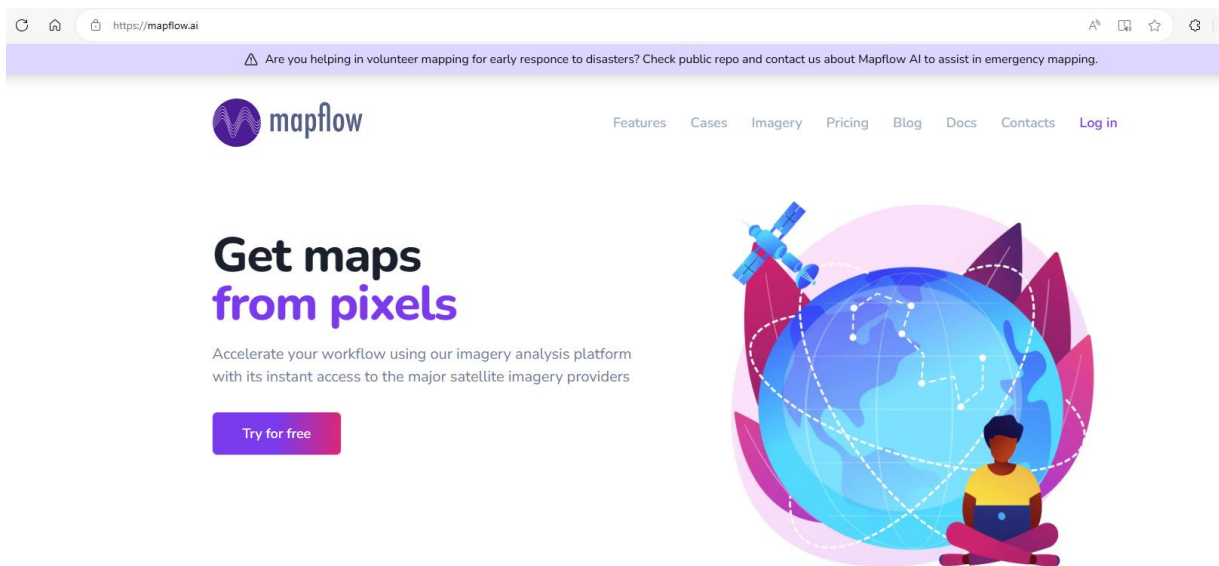 https://mapflow.ai
Are you helping in volunteer mapping for early responce to disasters? Check public repo and contact us about Mapflow AI to assist in emergency mapping.
mapflow
Features Cases Imagery Pricing Blog Docs Contacts Log in
Get maps
from pixels
Accelerate your workflow using our imagery analysis platform
with its instant access to the major satellite imagery providers
Try for free